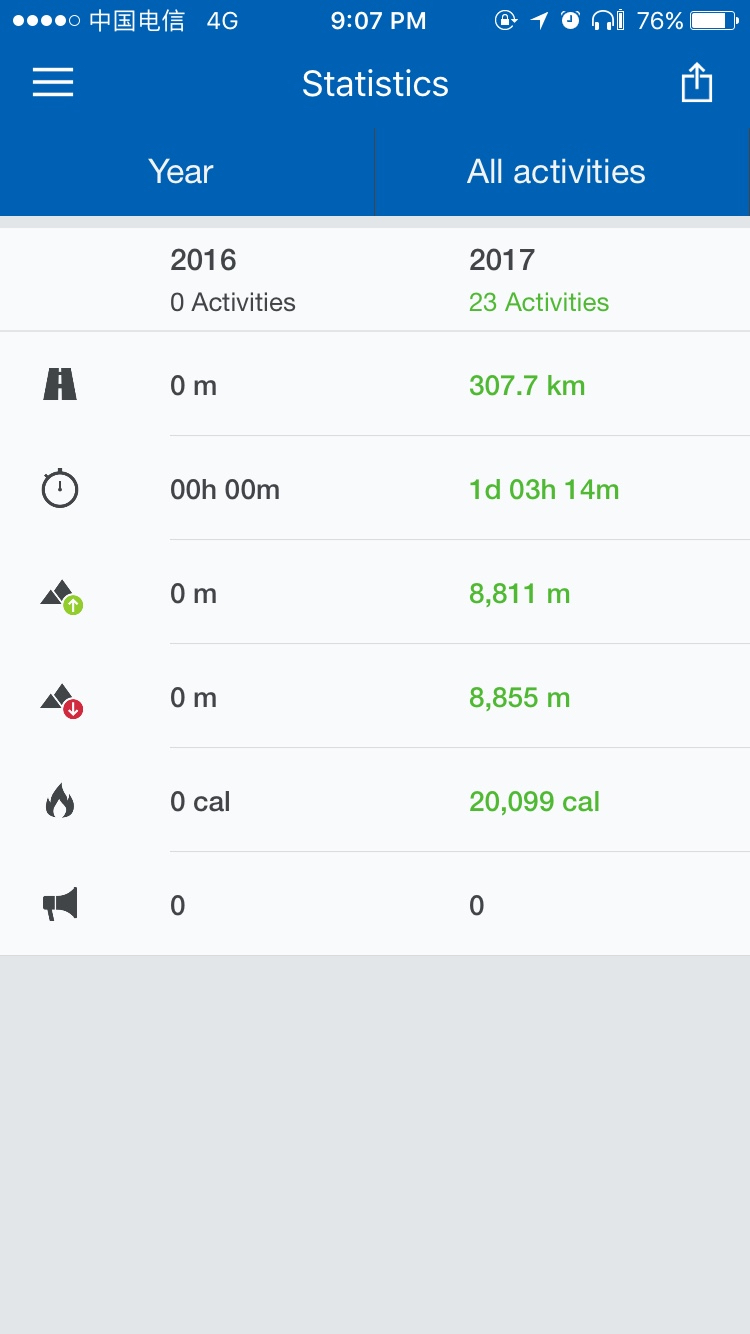 中国电信 4G 9:07 PM 76%
Statistics
Year All activities
2016 2017
0 Activities 23 Activities
0 m 307.7 km
00h 00m 1d 03h 14m
0 m 8,811 m
0 m 8,855 m
0 cal 20,099 cal
0 0